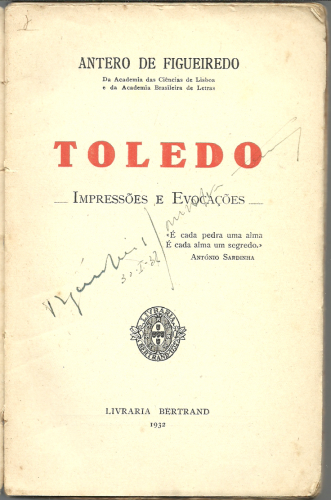 ANTERO DE FIGUEIREDO
Da Academia das Ciências de Lisboa
e da Academia Brasileira de Letras
TOLEDO
IMPRESSÕES E EVOCAÇÕES
«É cada pedra uma alma
É cada alma um segredo.»
ANTÓNIO SARDINHA
LIVRARIA
BERTRAND
LIVRARIA BERTRAND
1932